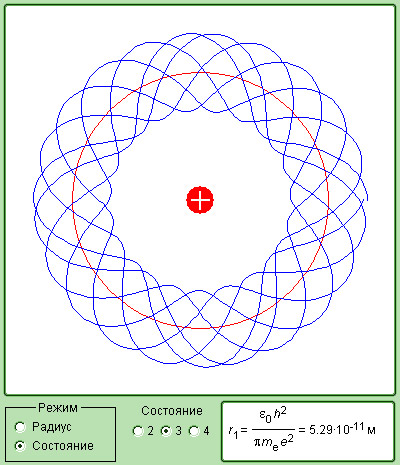 Режим
Радиус
Состояние
Состояние
2 3 4
r₁ = ε₀h² / πmₑe² = 5.29·10⁻¹¹ м